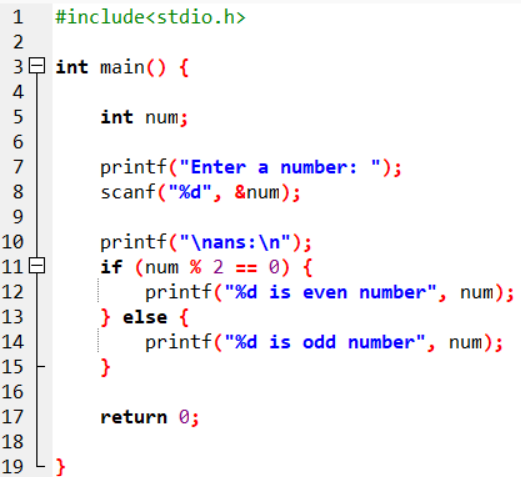 1 #include<stdio.h>
2
3 int main() {
4
5 int num;
6
7 printf("Enter a number: ");
8 scanf("%d", &num);
9
10 printf("\nans:\n");
11 if (num % 2 == 0) {
12 printf("%d is even number", num);
13 } else {
14 printf("%d is odd number", num);
15 }
16
17 return 0;
18
19 }